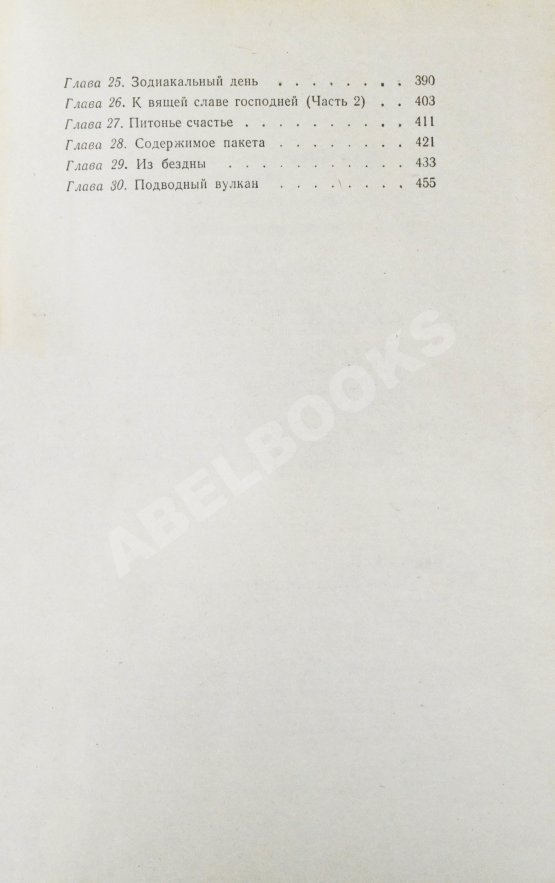 Глава 25. Зодиакальный день . . . . . . . . 390
Глава 26. К вящей славе господней (Часть 2) . . 403
Глава 27. Питонье счастье . . . . . . . . . . 411
Глава 28. Содержимое пакета . . . . . . . . 421
Глава 29. Из бездны . . . . . . . . . . . 433
Глава 30. Подводный вулкан . . . . . . . . 455
ABELBOOKS